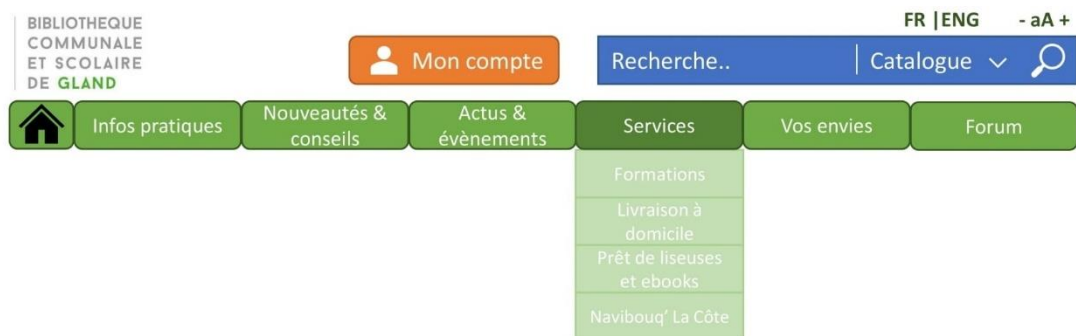 BIBLIOTHEQUE
COMMUNALE
ET SCOLAIRE
DE GLAND
FR |ENG - aA +
Mon compte
Recherche.. | Catalogue
Infos pratiques
Nouveautés &
conseils
Actus &
évènements
Services
Vos envies
Forum
Formations
Livraison à
domicile
Prêt de liseuses
et ebooks
Navibouq' La Côte